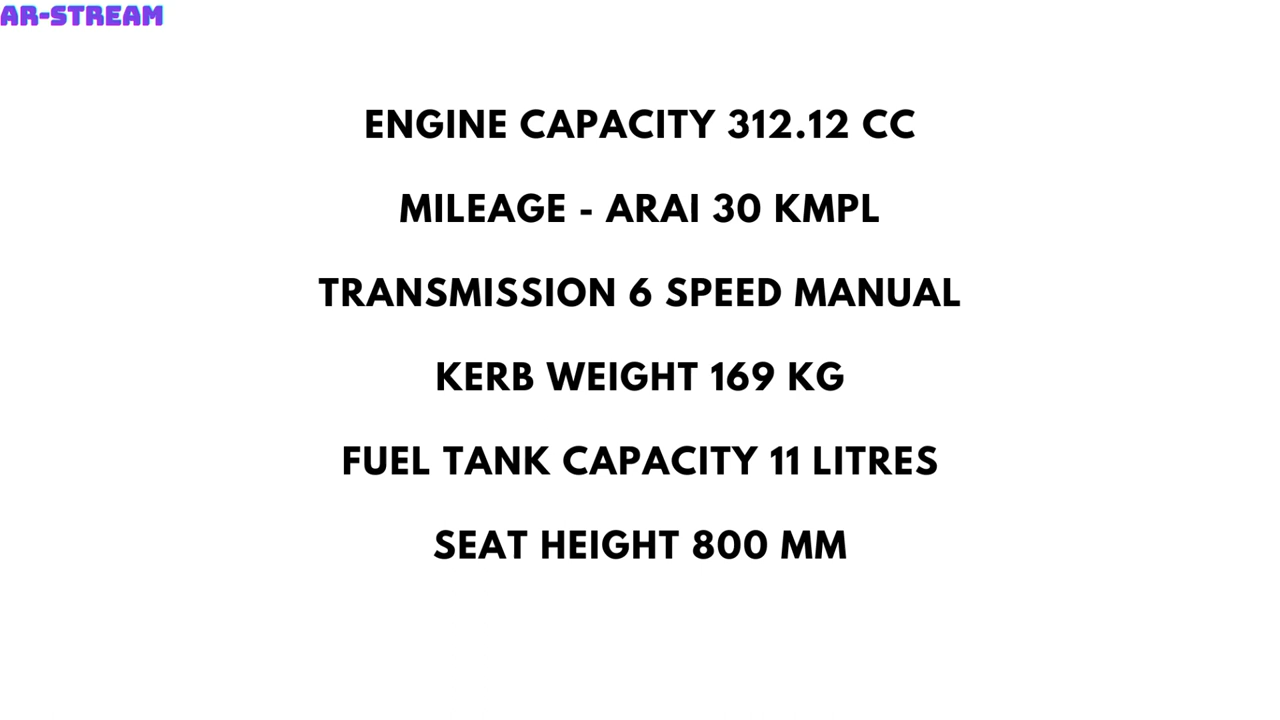 AR-STREAM
ENGINE CAPACITY 312.12 CC
MILEAGE - ARAI 30 KMPL
TRANSMISSION 6 SPEED MANUAL
KERB WEIGHT 169 KG
FUEL TANK CAPACITY 11 LITRES
SEAT HEIGHT 800 MM